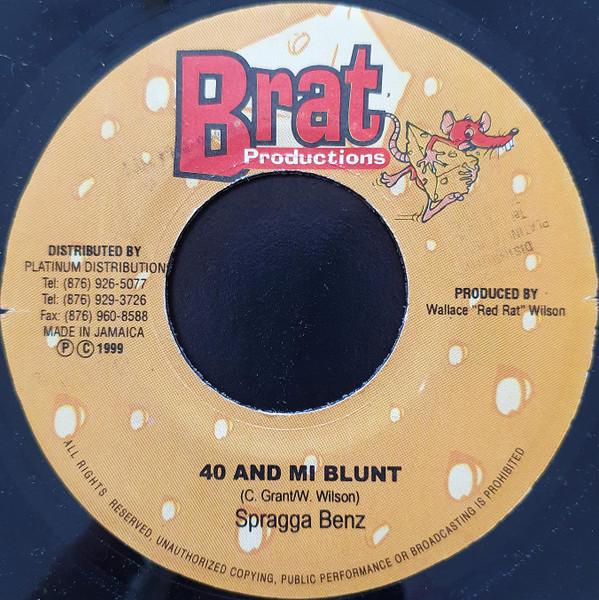 Brat
Productions
DISTRIBUTED BY
PLATINUM DISTRIBUTION
Tel: (876) 926-5077
Tel: (876) 929-3726
Fax: (876) 960-8588
MADE IN JAMAICA
Ⓟ Ⓒ 1999
PRODUCED BY
Wallace "Red Rat" Wilson
40 AND MI BLUNT
(C. Grant/W. Wilson)
Spragga Benz
ALL RIGHTS RESERVED, UNAUTHORIZED COPYING, PUBLIC PERFORMANCE OR BROADCASTING IS PROHIBITED